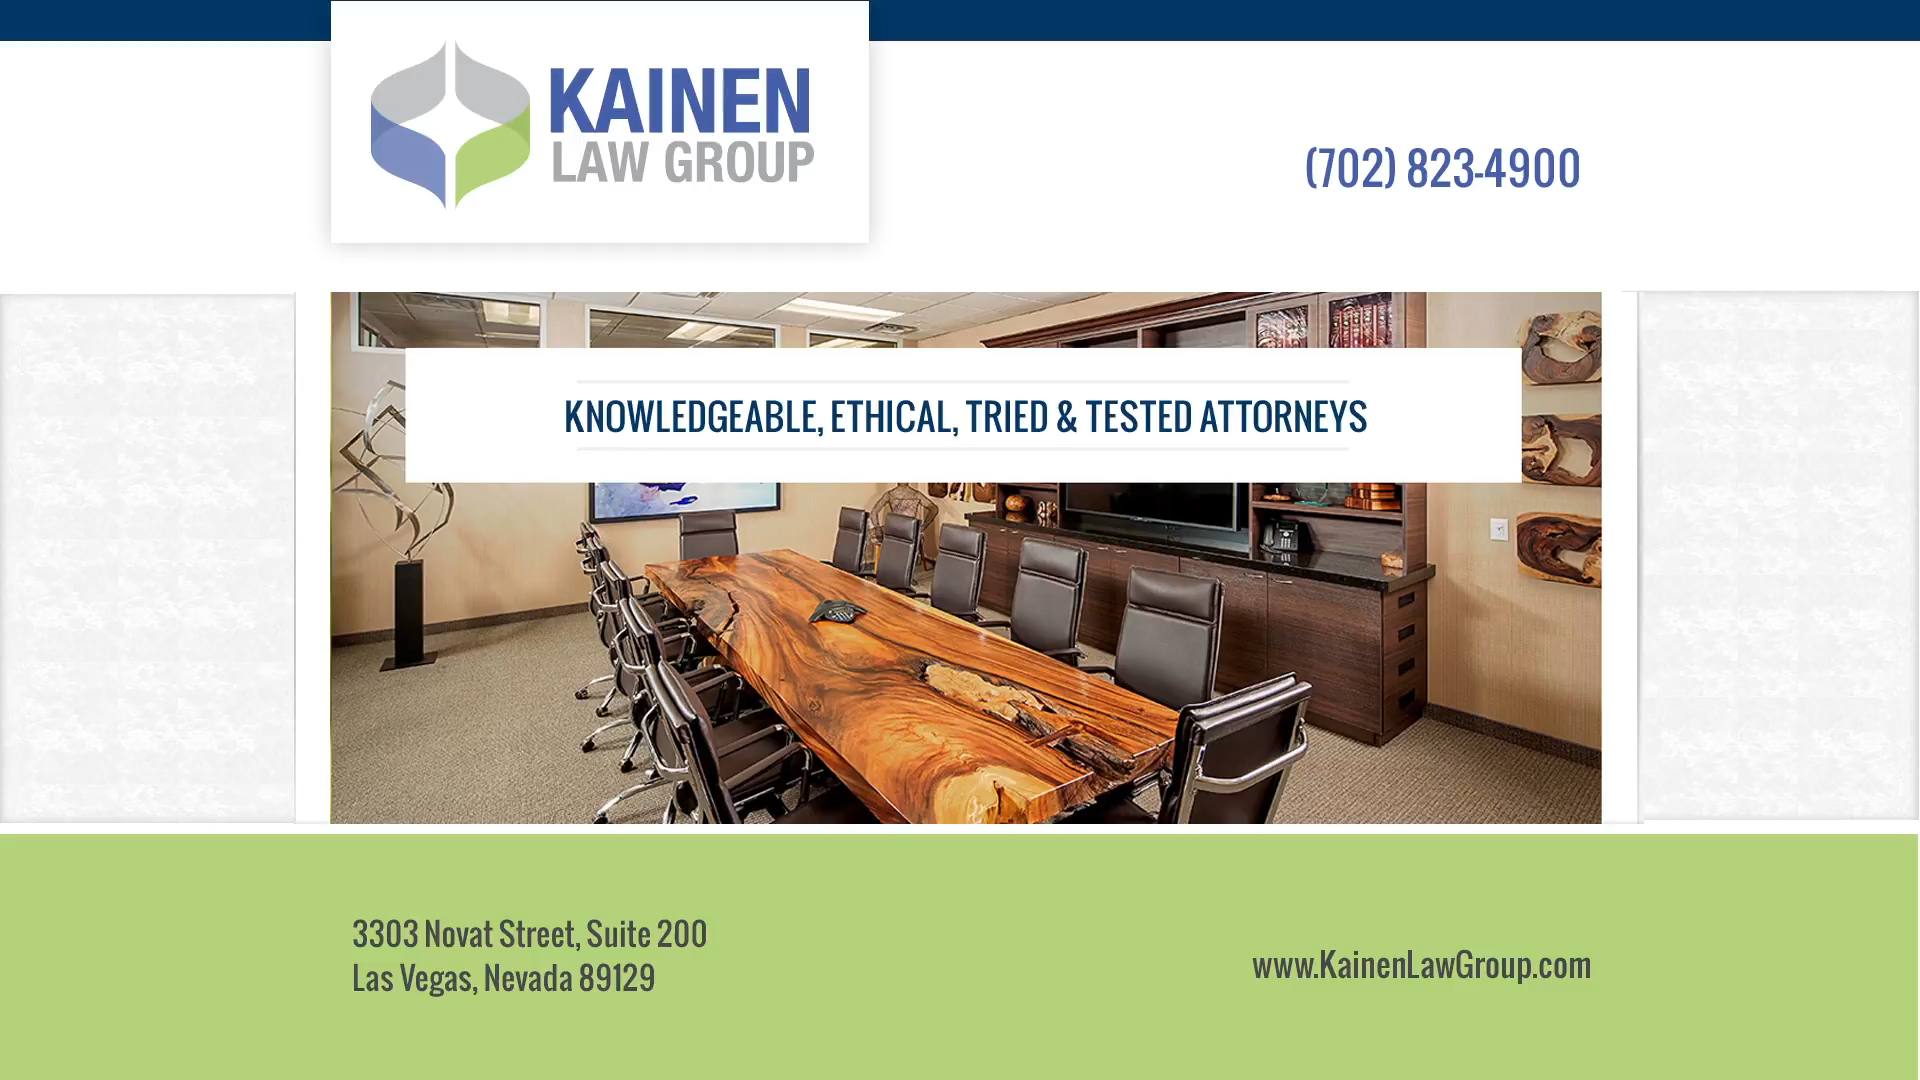 KAINEN
LAW GROUP
(702) 823-4900
KNOWLEDGEABLE, ETHICAL, TRIED & TESTED ATTORNEYS
3303 Novat Street, Suite 200
Las Vegas, Nevada 89129
www.KainenLawGroup.com